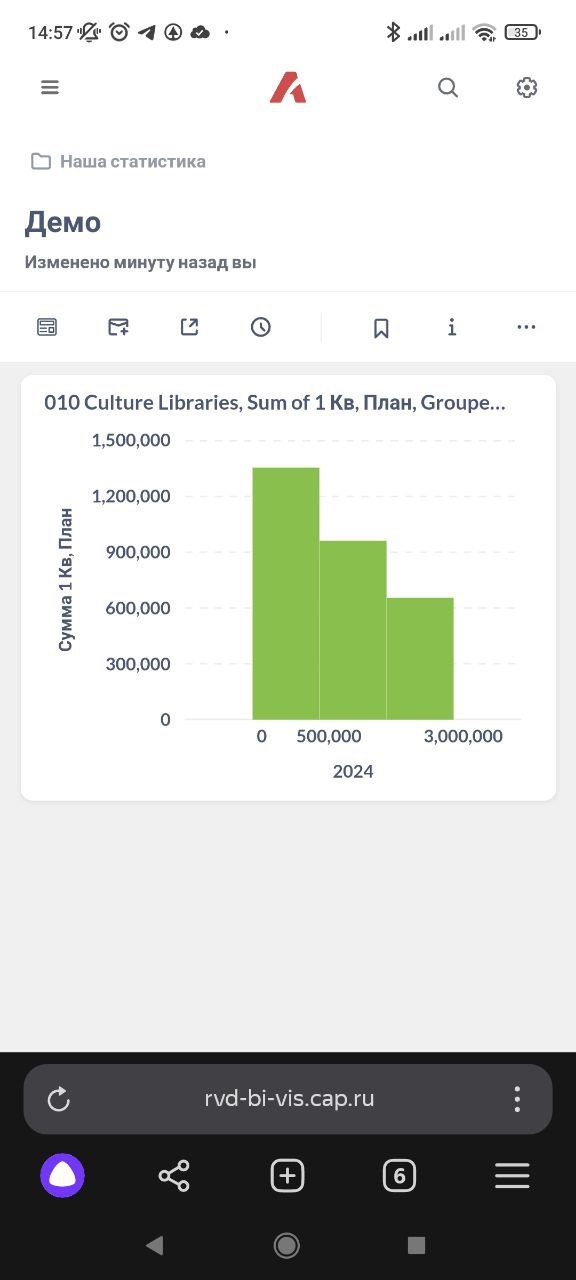 14:57
35
Наша статистика
Демо
Изменено минуту назад вы
010 Culture Libraries, Sum of 1 Кв, План, Groupe...
1,500,000
1,200,000
900,000
600,000
300,000
0
Сумма 1 Кв, План
0 500,000 3,000,000
2024
rvd-bi-vis.cap.ru
6